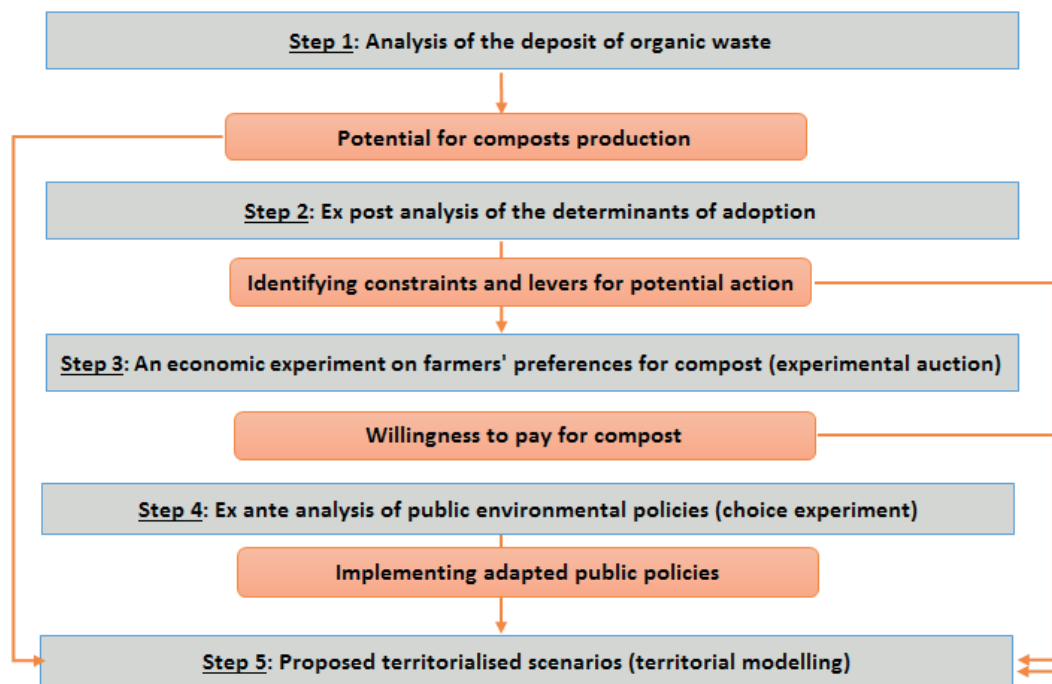 Step 1: Analysis of the deposit of organic waste
Potential for composts production
Step 2: Ex post analysis of the determinants of adoption
Identifying constraints and levers for potential action
Step 3: An economic experiment on farmers' preferences for compost (experimental auction)
Willingness to pay for compost
Step 4: Ex ante analysis of public environmental policies (choice experiment)
Implementing adapted public policies
Step 5: Proposed territorialised scenarios (territorial modelling)